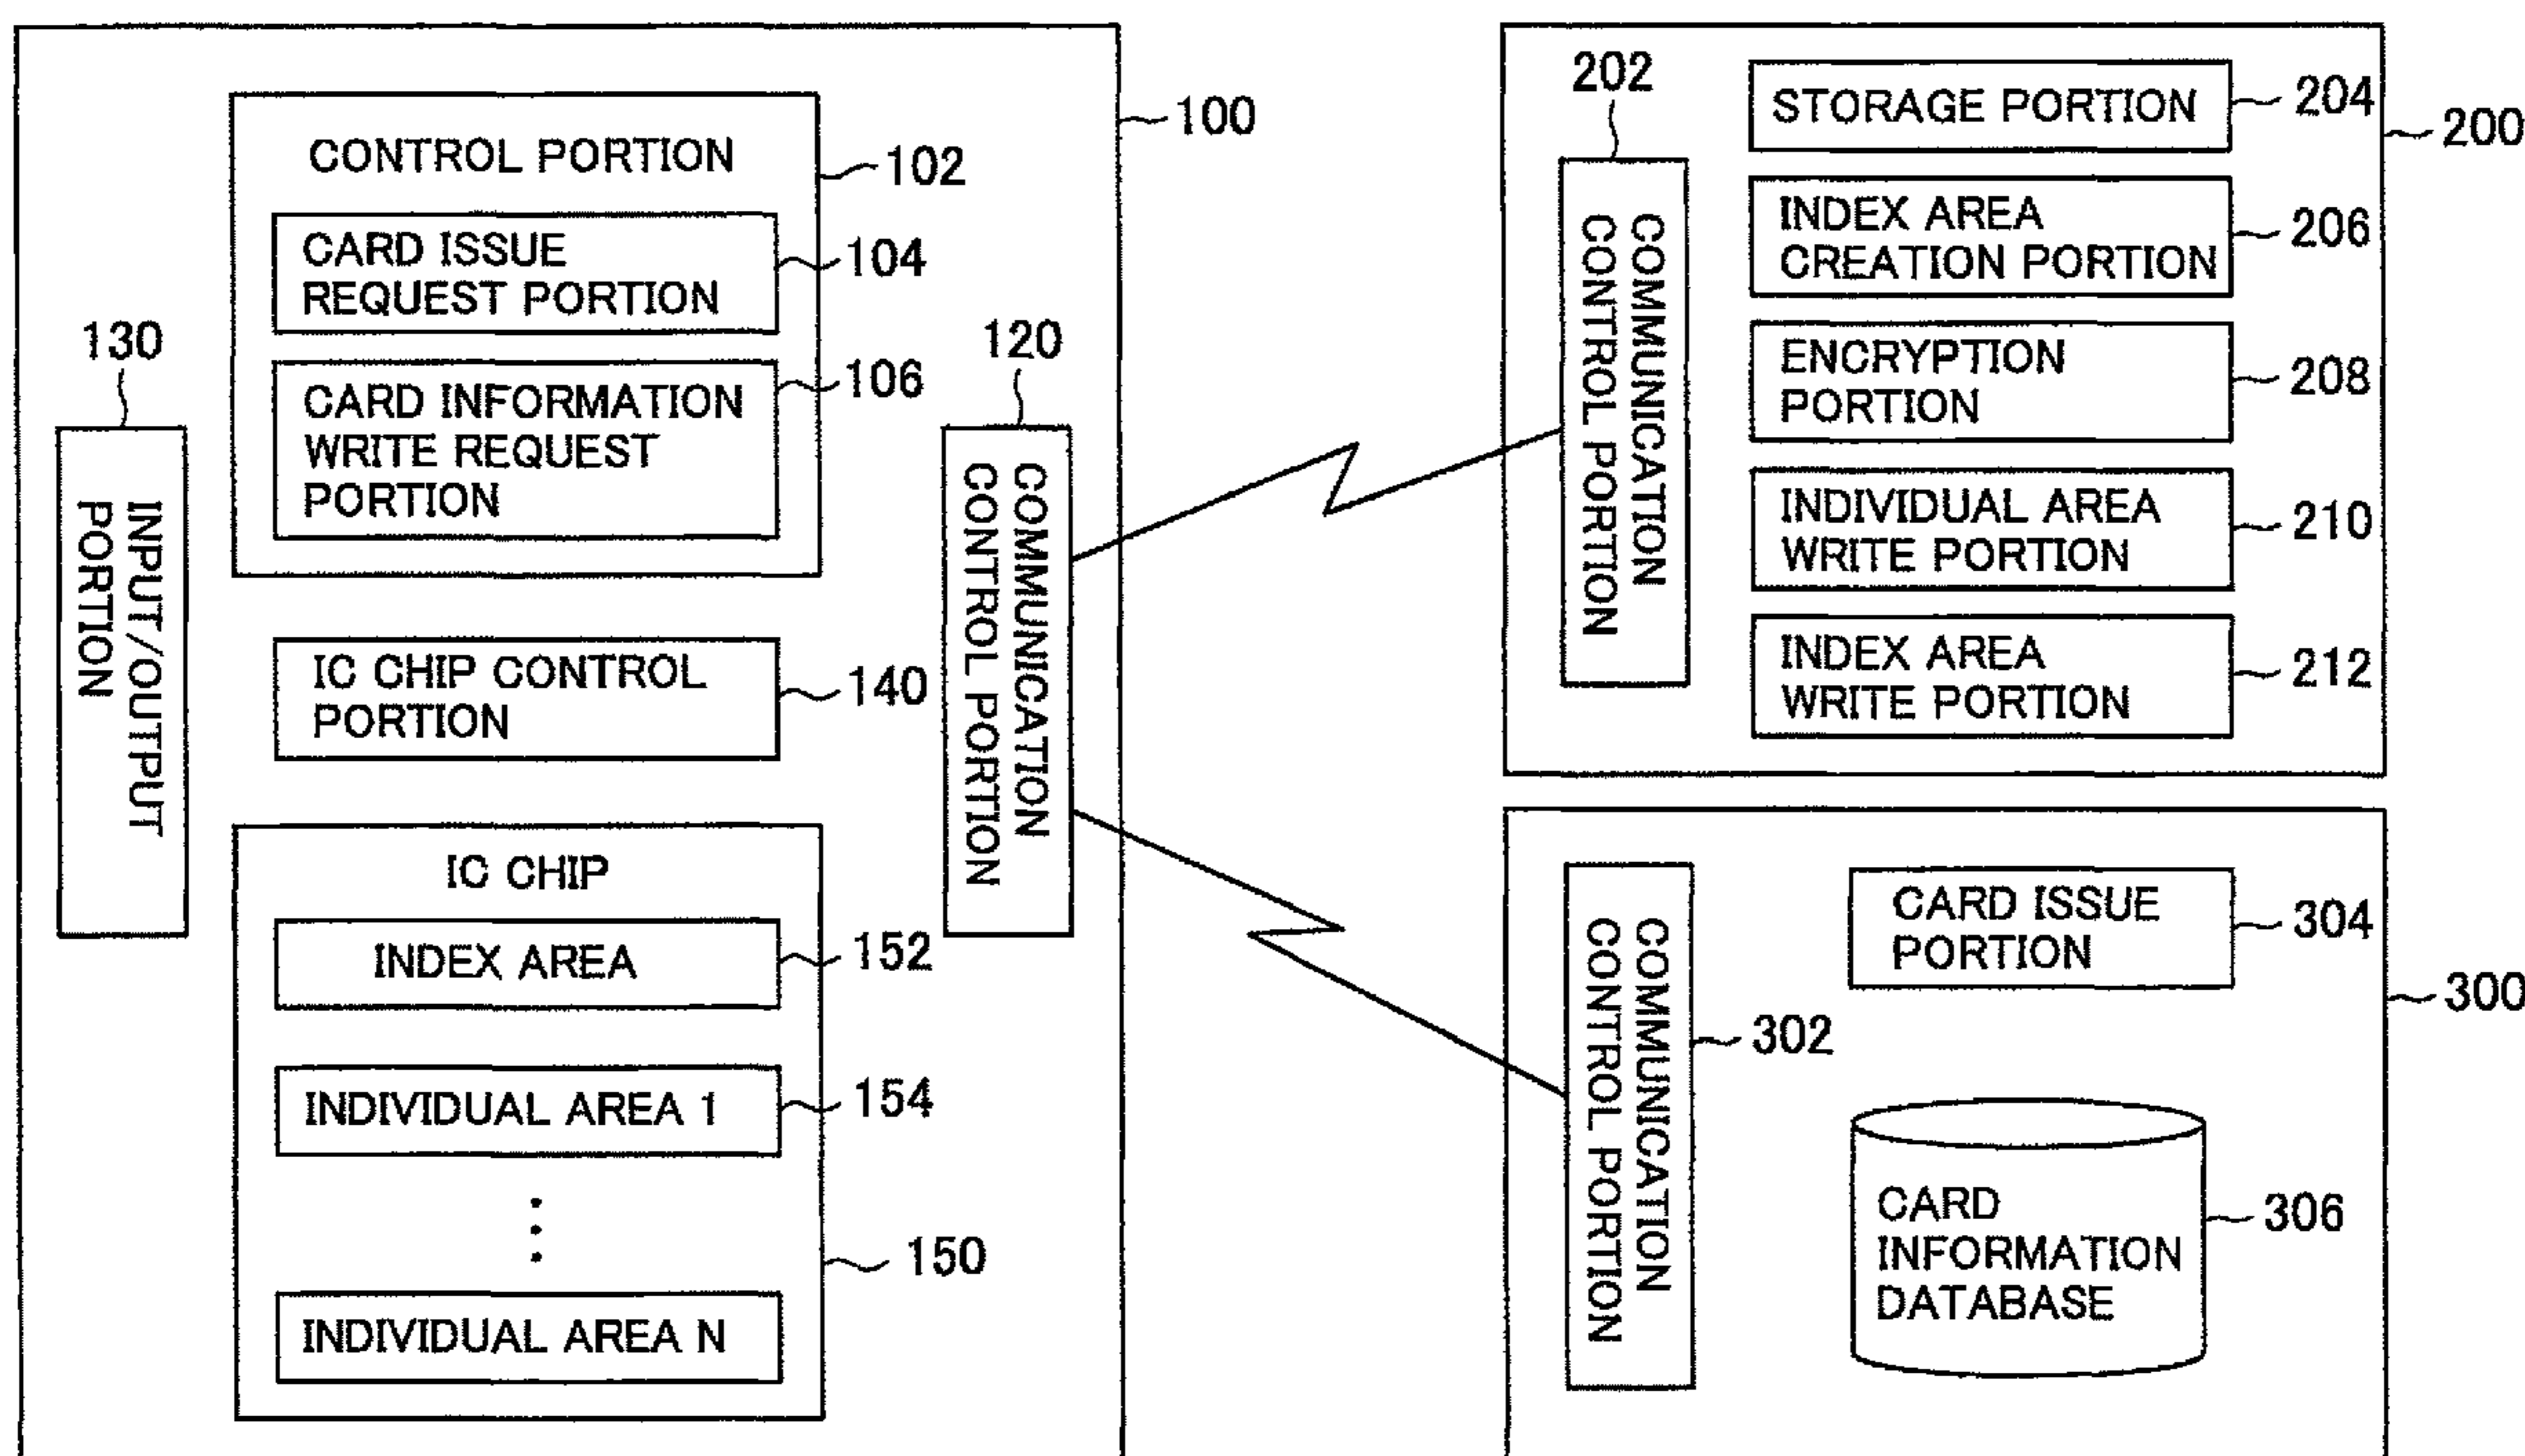 100
CONTROL PORTION
102
CARD ISSUE
REQUEST PORTION
104
CARD INFORMATION
WRITE REQUEST
PORTION
106
130
INPUT/OUTPUT
PORTION
120
COMMUNICATION
CONTROL PORTION
IC CHIP CONTROL
PORTION
140
IC CHIP
INDEX AREA
152
INDIVIDUAL AREA 1
154
150
INDIVIDUAL AREA N
200
202
COMMUNICATION
CONTROL PORTION
STORAGE PORTION
204
INDEX AREA
CREATION PORTION
206
ENCRYPTION
PORTION
208
INDIVIDUAL AREA
WRITE PORTION
210
INDEX AREA
WRITE PORTION
212
300
COMMUNICATION
CONTROL PORTION
302
CARD ISSUE
PORTION
304
CARD
INFORMATION
DATABASE
306